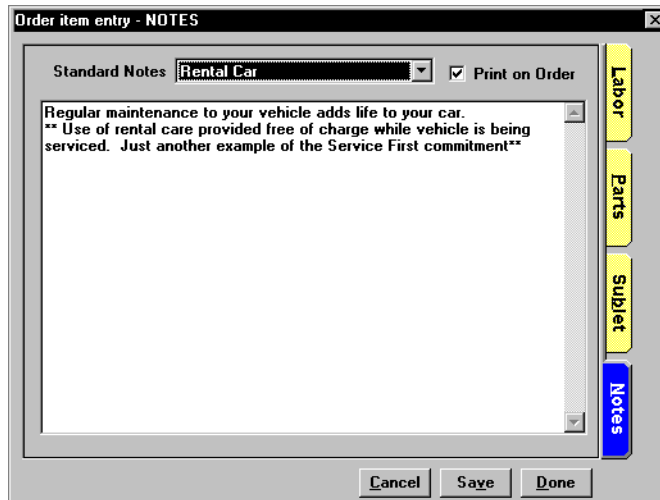 Order item entry - NOTES
Standard Notes Rental Car Print on Order
Regular maintenance to your vehicle adds life to your car.
** Use of rental care provided free of charge while vehicle is being
serviced. Just another example of the Service First commitment**
Labor
Parts
Sublet
Notes
Cancel Save Done